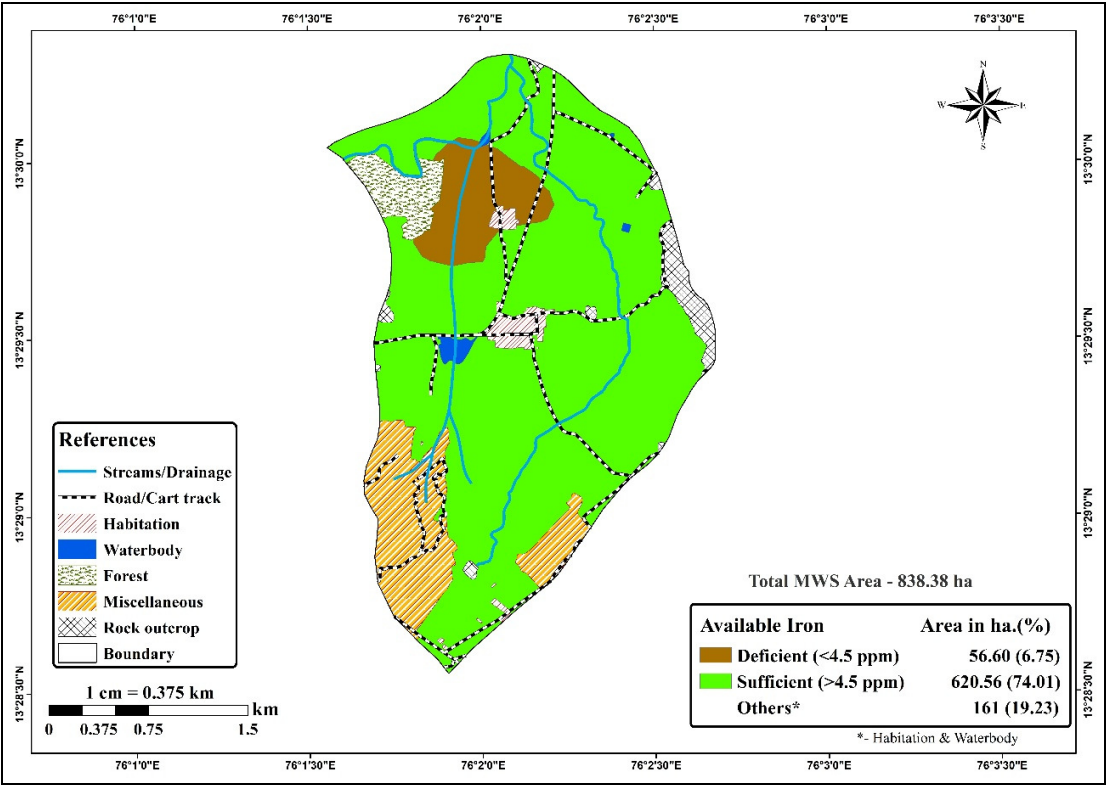 76°1'0"E 76°1'30"E 76°2'0"E 76°2'30"E 76°3'0"E 76°3'30"E
N
W E
S
13°30'0"N 13°30'0"N
13°29'30"N 13°29'30"N
13°29'0"N 13°29'0"N
13°28'30"N 13°28'30"N
References
Streams/Drainage
Road/Cart track
Habitation
Waterbody
Forest
Miscellaneous
Rock outcrop
Boundary
1 cm = 0.375 km
km
0 0.375 0.75 1.5
Total MWS Area - 838.38 ha
Available Iron Area in ha.(%)
Deficient (<4.5 ppm) 56.60 (6.75)
Sufficient (>4.5 ppm) 620.56 (74.01)
Others* 161 (19.23)
*- Habitation & Waterbody
76°1'0"E 76°1'30"E 76°2'0"E 76°2'30"E 76°3'0"E 76°3'30"E